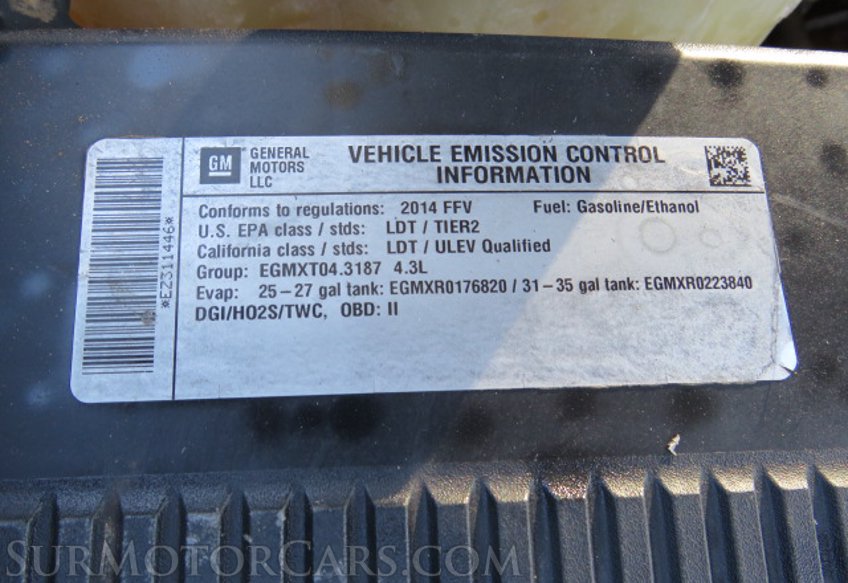 GM
GENERAL
MOTORS
LLC
VEHICLE EMISSION CONTROL
INFORMATION
Conforms to regulations: 2014 FFV Fuel: Gasoline/Ethanol
U.S. EPA class / stds: LDT / TIER2
California class / stds: LDT / ULEV Qualified
Group: EGMXT04.3187 4.3L
Evap: 25-27 gal tank: EGMXR0176820 / 31-35 gal tank: EGMXR0223840
DGI/HO2S/TWC, OBD: II
*EZ311446*
SURMOTORCARS.COM